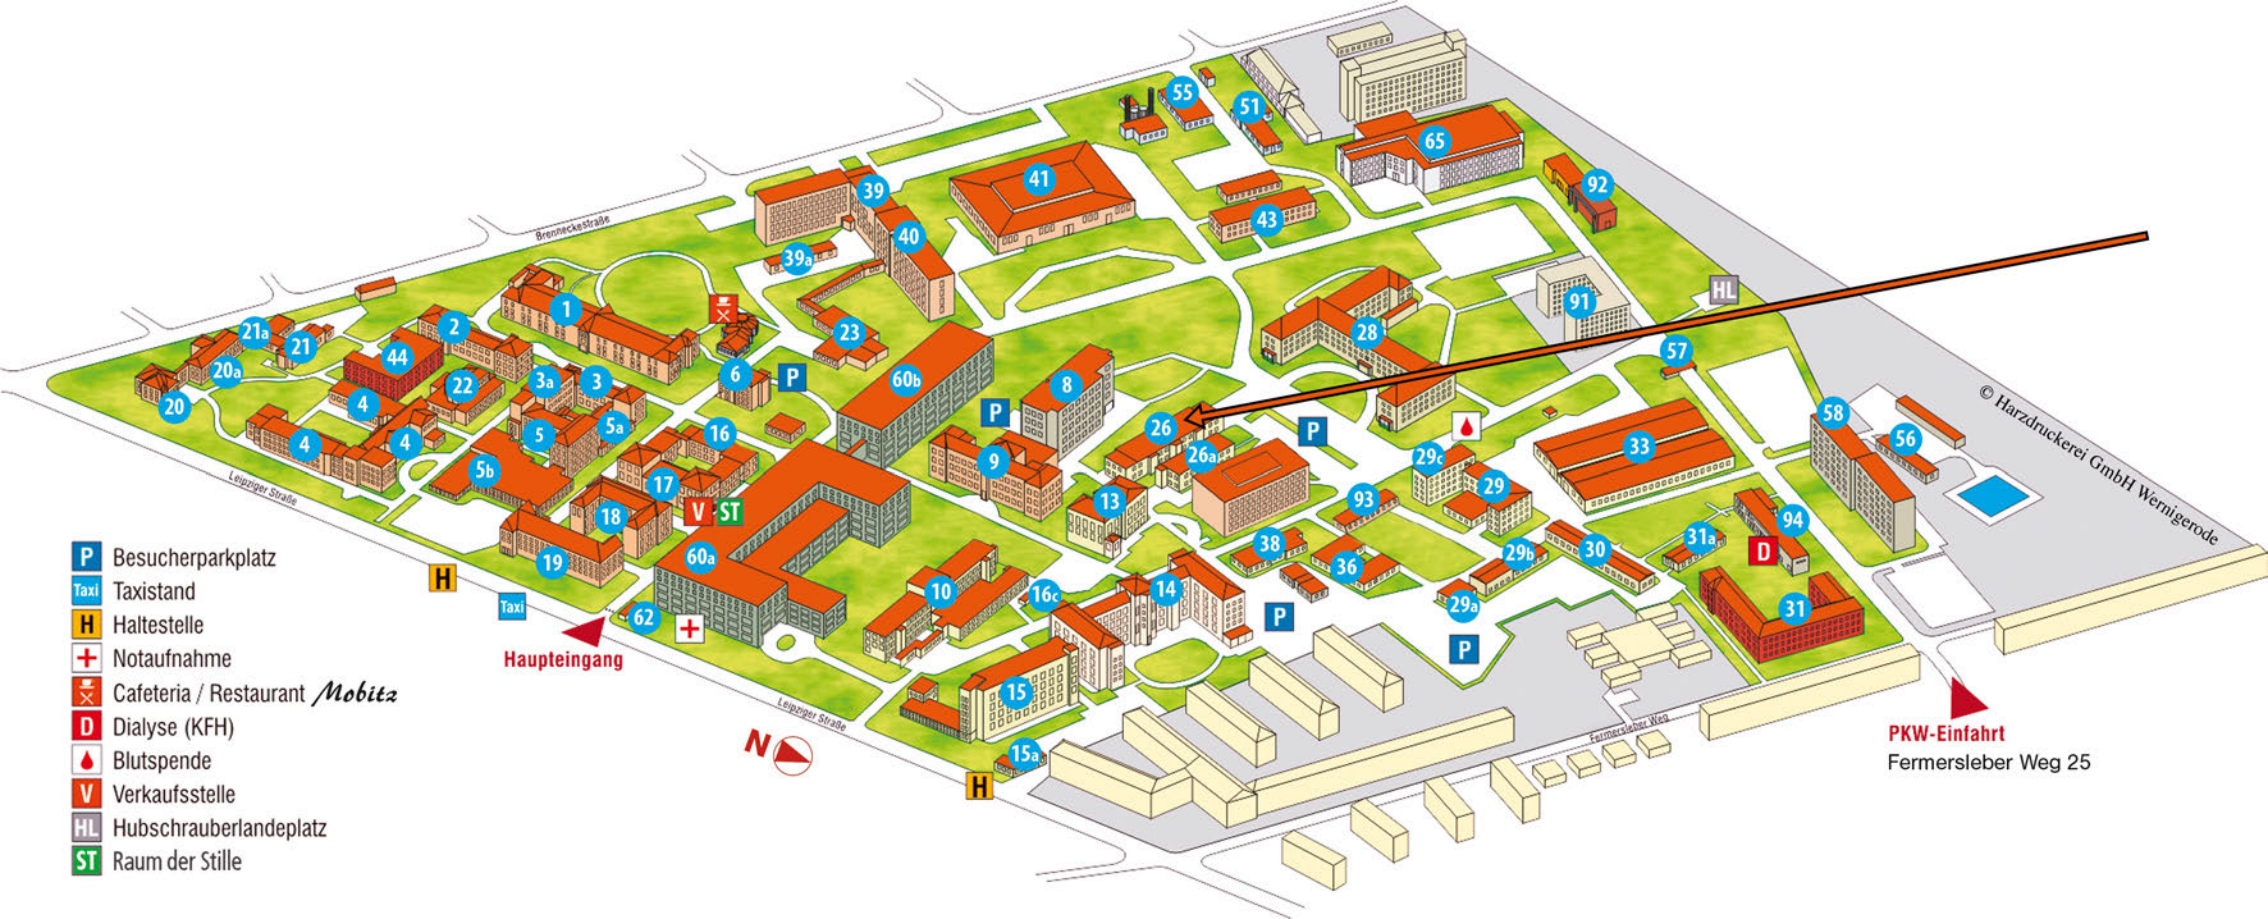 55
51
65
92
41
39
43
40
39a
Brenneckestraße
HL
91
1
21a
2
21
23
28
44
57
20a
3a
3
6
P
60b
8
22
20
4
P
58
5a
16
26
P
4
4
5
9
26a
29c
33
56
5b
17
29
© Harzdruckerei GmbH Wernigerode
Leipziger Straße
13
93
V
ST
18
94
38
31a
D
P Besucherparkplatz
19
60a
36
29b
30
H
Taxi Taxistand
10
16c
14
Taxi
29a
31
H Haltestelle
62
P
Haupteingang
P
Notaufnahme
15
Cafeteria / Restaurant Mobitz
Leipziger Straße
Fermersleber Weg
D Dialyse (KFH)
PKW-Einfahrt
N
15a
Blutspende
Fermersleber Weg 25
H
V Verkaufsstelle
HL Hubschrauberlandeplatz
ST Raum der Stille